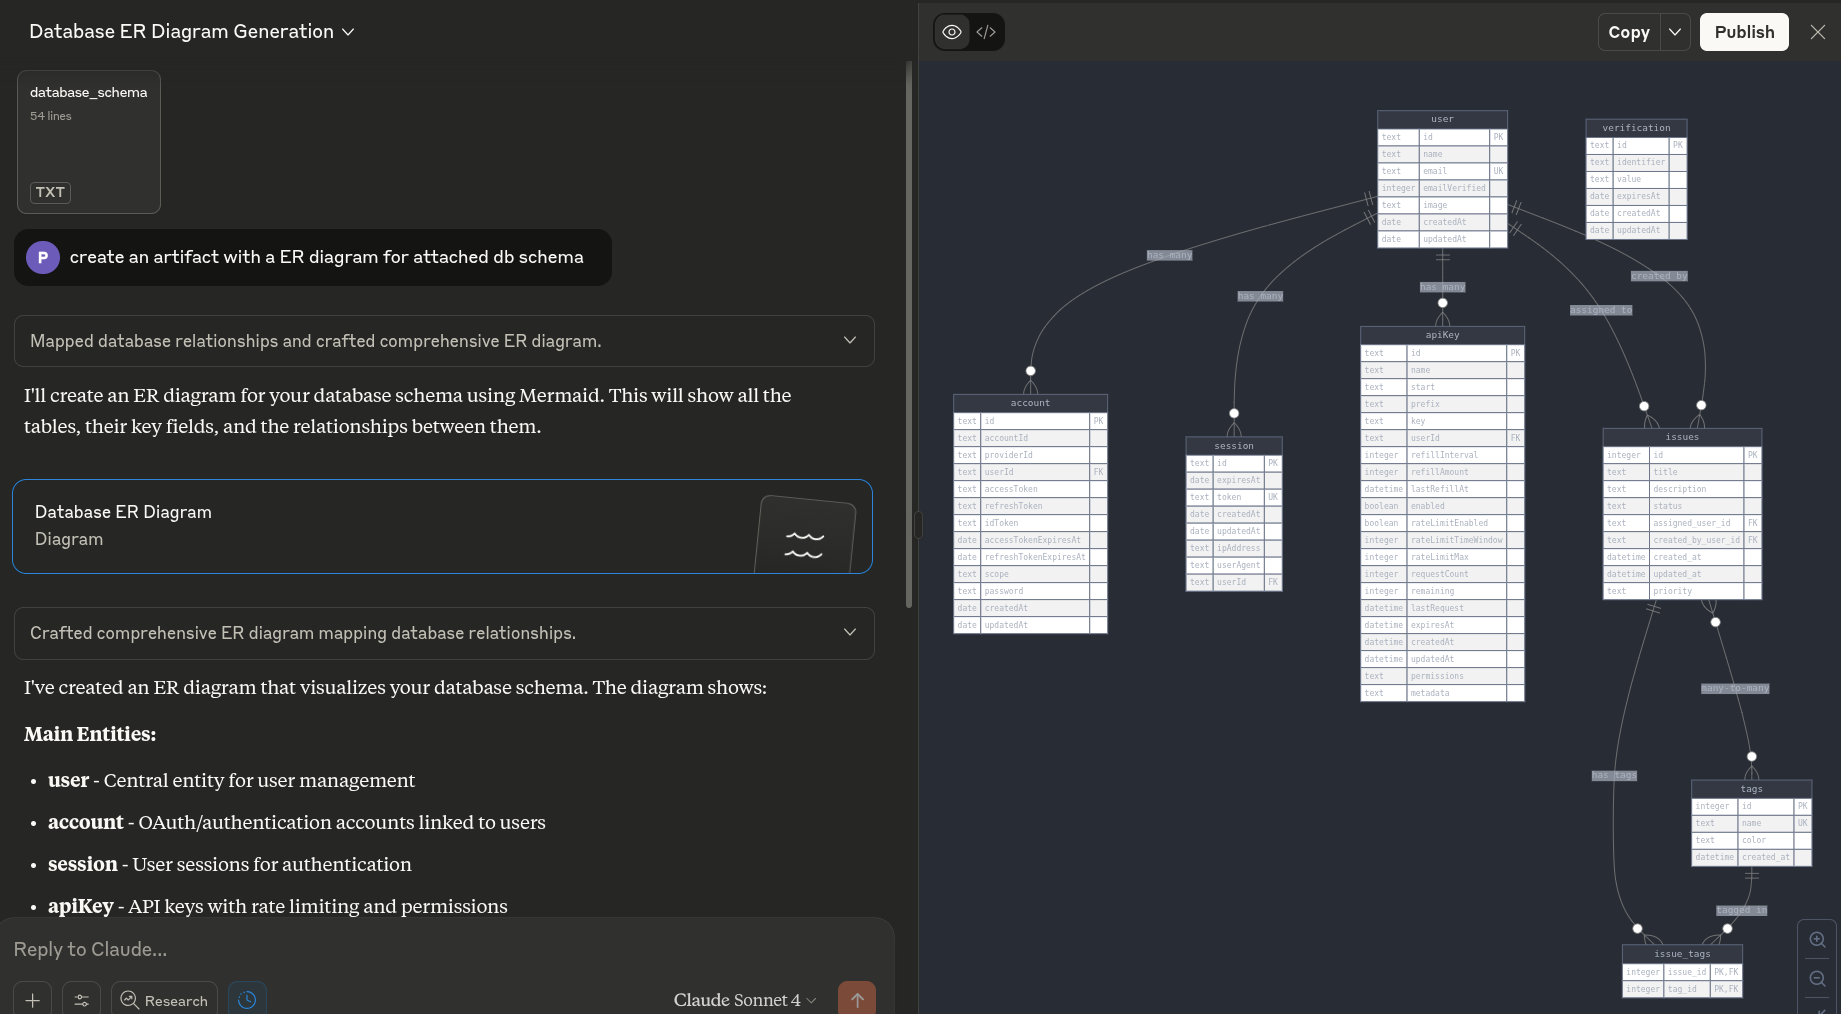 Database ER Diagram Generation
database_schema
54 lines
TXT
P
create an artifact with a ER diagram for attached db schema
Mapped database relationships and crafted comprehensive ER diagram.
I'll create an ER diagram for your database schema using Mermaid. This will show all the
tables, their key fields, and the relationships between them.
Database ER Diagram
Diagram
Crafted comprehensive ER diagram mapping database relationships.
I've created an ER diagram that visualizes your database schema. The diagram shows:
Main Entities:
• user - Central entity for user management
• account - OAuth/authentication accounts linked to users
• session - User sessions for authentication
• apiKey - API keys with rate limiting and permissions
Reply to Claude...
Research
Claude Sonnet 4
</>
Copy
Publish
user
text id PK
text name
text email UK
integer emailVerified
text image
date createdAt
date updatedAt
verification
text id PK
text identifier
text value
date expiresAt
date createdAt
date updatedAt
has many
has many
has many
assigned to
created by
account
text id PK
text accountId
text providerId
text userId FK
text accessToken
text refreshToken
text idToken
date accessTokenExpiresAt
date refreshTokenExpiresAt
text scope
text password
date createdAt
date updatedAt
session
text id PK
date expiresAt
text token UK
date createdAt
date updatedAt
text ipAddress
text userAgent
text userId FK
apiKey
text id PK
text name
text start
text prefix
text key
text userId FK
integer refillInterval
integer refillAmount
datetime lastRefillAt
boolean enabled
boolean rateLimitEnabled
integer rateLimitTimeWindow
integer rateLimitMax
integer requestCount
integer remaining
datetime lastRequest
datetime expiresAt
datetime createdAt
datetime updatedAt
text permissions
text metadata
issues
integer id PK
text title
text description
text status
text assigned_user_id FK
text created_by_user_id FK
datetime created_at
datetime updated_at
text priority
many-to-many
has tags
tags
integer id PK
text name UK
text color
datetime created_at
tagged in
issue_tags
integer issue_id PK,FK
integer tag_id PK,FK